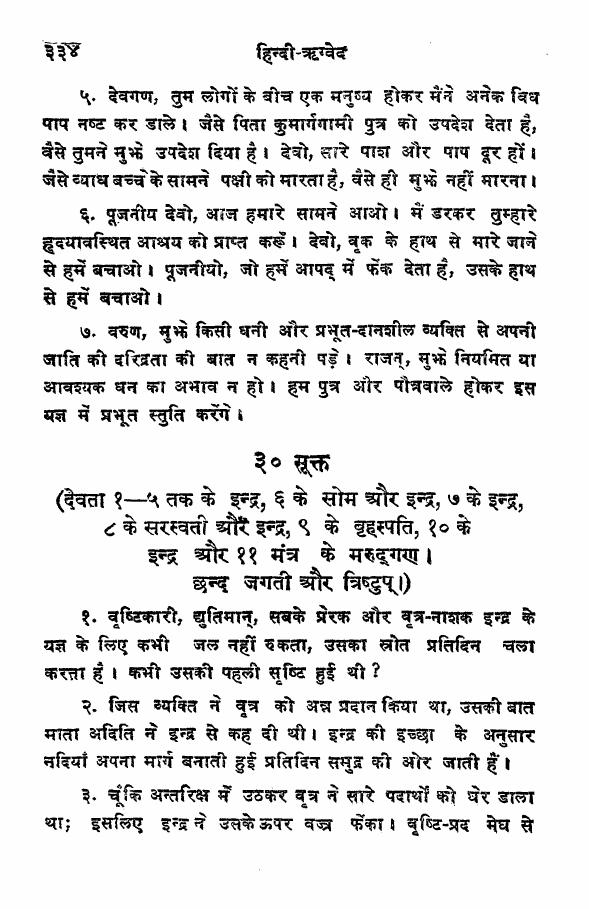 ३३४ हिन्दी-ऋग्वेद
५. देवगण, तुम लोगों के बीच एक मनुष्य होकर मैंने अनेक विध
पाप नष्ट कर डाले। जैसे पिता कुमार्गगामी पुत्र को उपदेश देता है,
वैसे तुमने मुझे उपदेश दिया है। देवो, सारे पाश और पाप दूर हों।
जैसे व्याध बच्चे के सामने पक्षी को मारता है, वैसे ही मुझे नहीं मारना।
६. पूजनीय देवो, आज हमारे सामने आओ। मैं डरकर तुम्हारे
हृदयावस्थित आश्रय को प्राप्त करूँ। देवो, वृक के हाथ से मारे जाने
से हमें बचाओ। पूजनीयो, जो हमें आपद् में फेंक देता है, उसके हाथ
से हमें बचाओ।
७. वरुण, मुझे किसी धनी और प्रभूत-दानशील व्यक्ति से अपनी
जाति की दरिद्रता की बात न कहनी पड़े। राजन्, मुझे नियमित या
आवश्यक धन का अभाव न हो। हम पुत्र और पौत्रवाले होकर इस
यज्ञ में प्रभूत स्तुति करेंगे।
३० सूक्त
(देवता १—५ तक के इन्द्र, ६ के सोम और इन्द्र, ७ के इन्द्र,
८ के सरस्वती और इन्द्र, ९ के बृहस्पति, १० के
इन्द्र और ११ मंत्र के मरुद्गण।
छन्द जगती और त्रिष्टुप्।)
१. वृष्टिकारी, द्युतिमान्, सबके प्रेरक और वृत्र-नाशक इन्द्र के
यज्ञ के लिए कभी जल नहीं रुकता, उसका स्रोत प्रतिदिन चला
करता है। कभी उसकी पहली सृष्टि हुई थी?
२. जिस व्यक्ति ने वृत्र को अन्न प्रदान किया था, उसकी बात
माता अदिति ने इन्द्र से कह दी थी। इन्द्र की इच्छा के अनुसार
नदियाँ अपना मार्ग बनाती हुई प्रतिदिन समुद्र की ओर जाती हैं।
३. चूंकि अन्तरिक्ष में उठकर वृत्र ने सारे पदार्थों को घेर डाला
था; इसलिए इन्द्र ने उसके ऊपर वज्र फेंका। वृष्टि-प्रद मेघ से